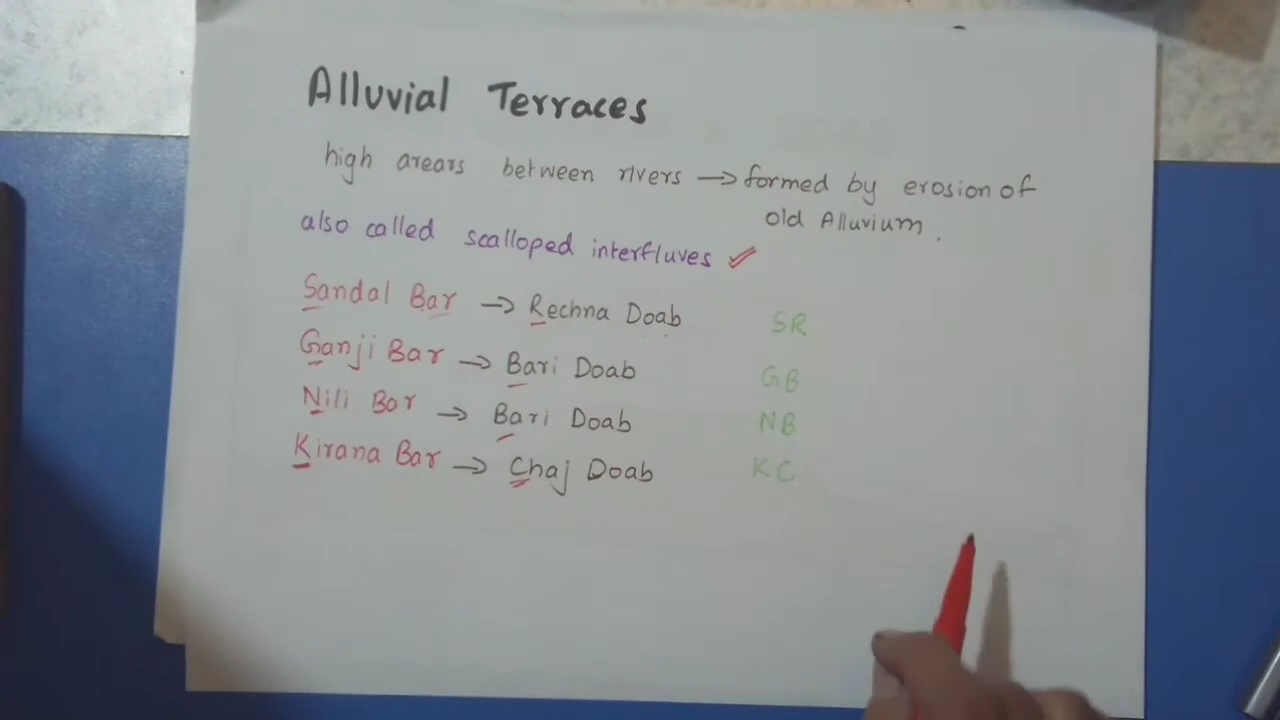 Alluvial Terraces
high arears between rivers → formed by erosion of
old Alluvium.
also called scalloped interfluves ✓
Sandal Bar → Rechna Doab SR
Ganji Bar → Bari Doab GB
Nili Bar → Bari Doab NB
Kirana Bar → Chaj Doab KC